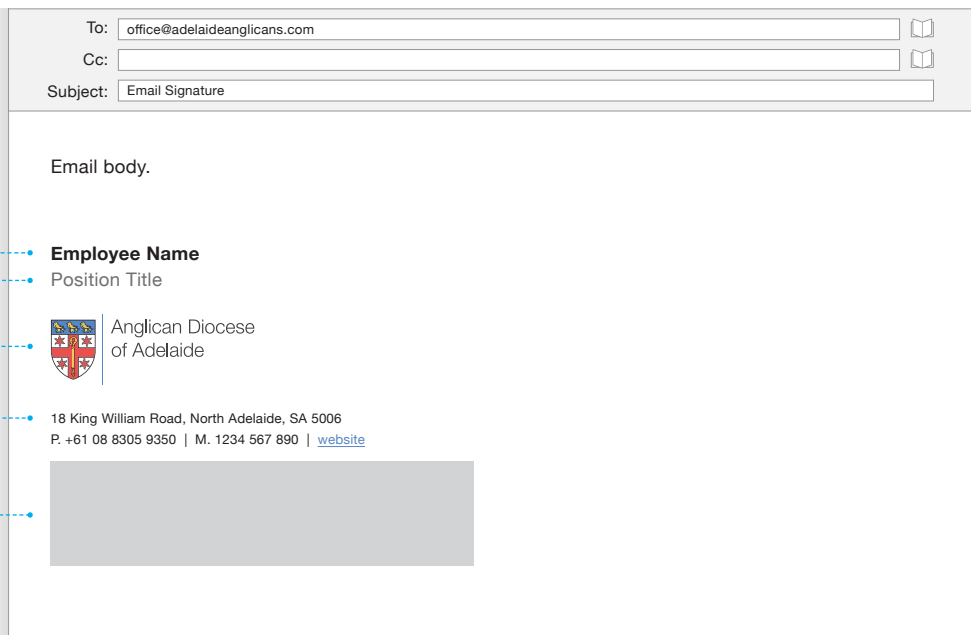 To: office@adelaideanglicans.com
Cc:
Subject: Email Signature
Email body.
Employee Name
Position Title
Anglican Diocese
of Adelaide
18 King William Road, North Adelaide, SA 5006
P. +61 08 8305 9350 | M. 1234 567 890 | website